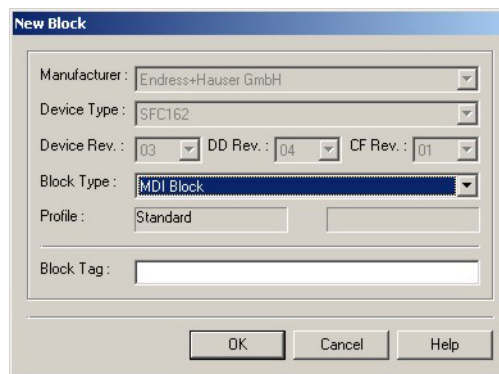 New Block
Manufacturer : Endress+Hauser GmbH
Device Type : SFC162
Device Rev. : 03 DD Rev. : 04 CF Rev. : 01
Block Type : MDI Block
Profile : Standard
Block Tag :
OK Cancel Help